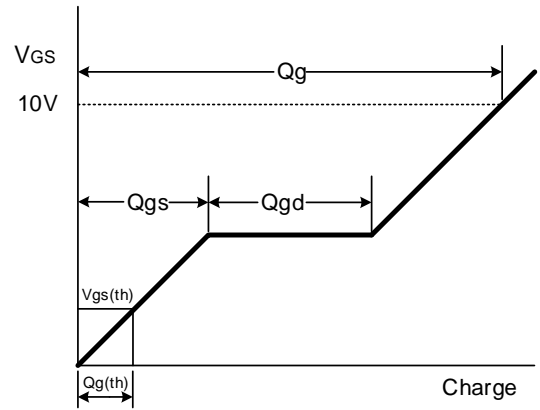 VGS
Qg
10V
Qgs
Qgd
Vgs(th)
Qg(th)
Charge